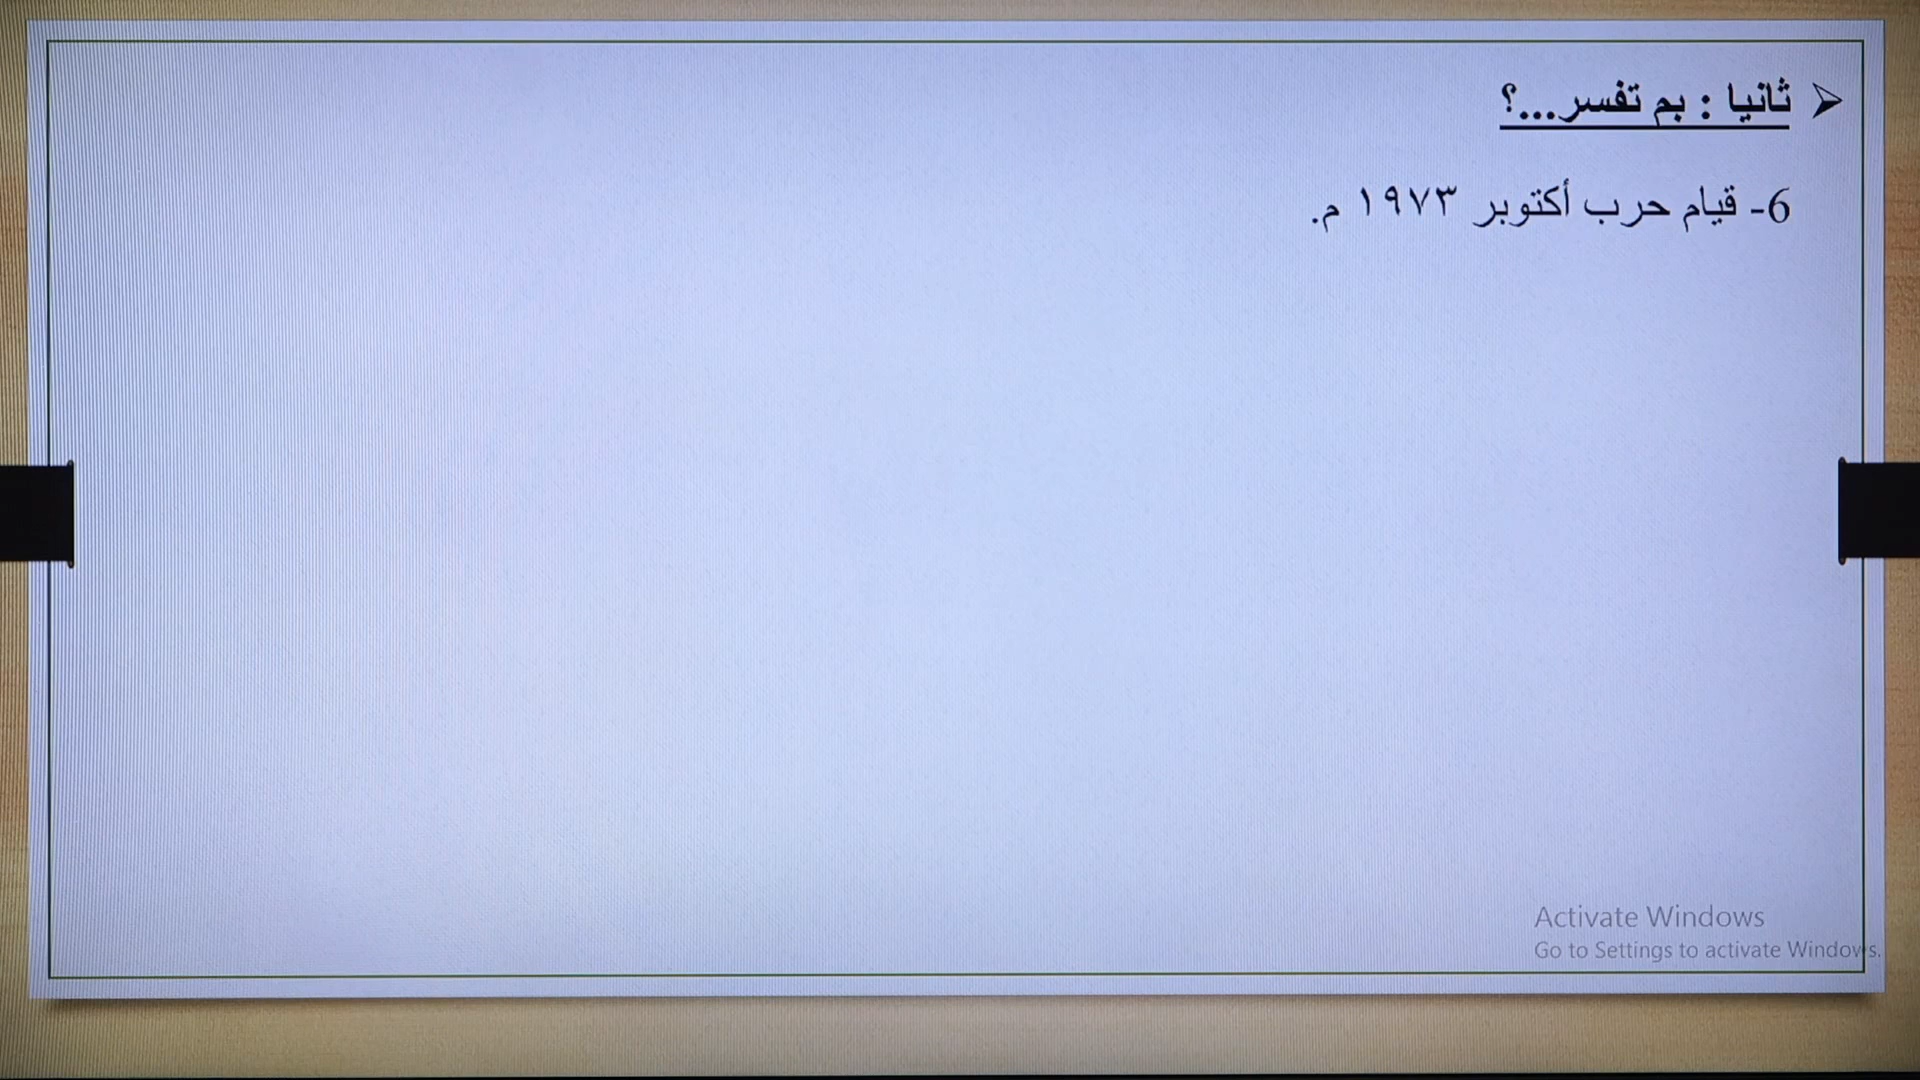 ثانيا : بم تفسر...؟
6- قيام حرب أكتوبر ١٩٧٣ م.
Activate Windows
Go to Settings to activate Windows.